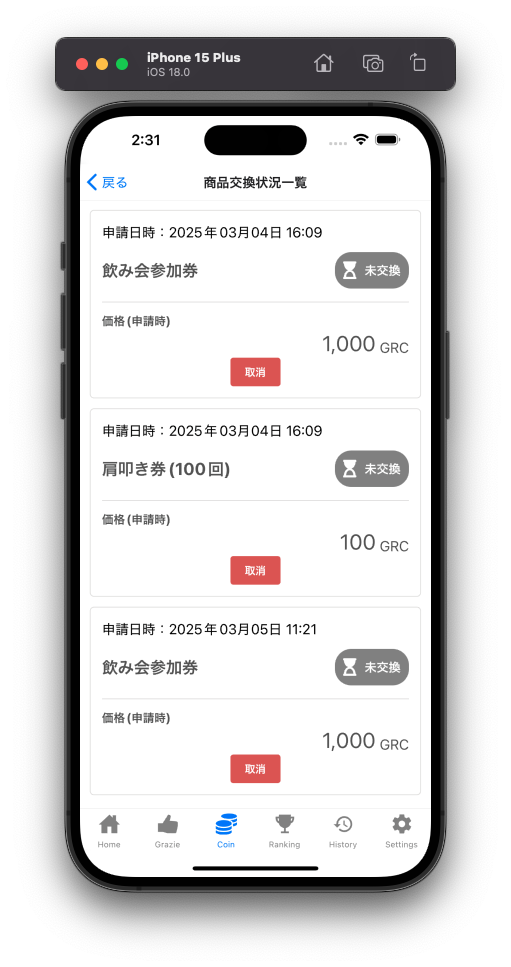 iPhone 15 Plus
iOS 18.0
2:31
戻る
商品交換状況一覧
申請日時：2025年03月04日 16:09
飲み会参加券
未交換
価格(申請時)
1,000 GRC
取消
申請日時：2025年03月04日 16:09
肩叩き券(100回)
未交換
価格(申請時)
100 GRC
取消
申請日時：2025年03月05日 11:21
飲み会参加券
未交換
価格(申請時)
1,000 GRC
取消
Home Grazie Coin Ranking History Settings